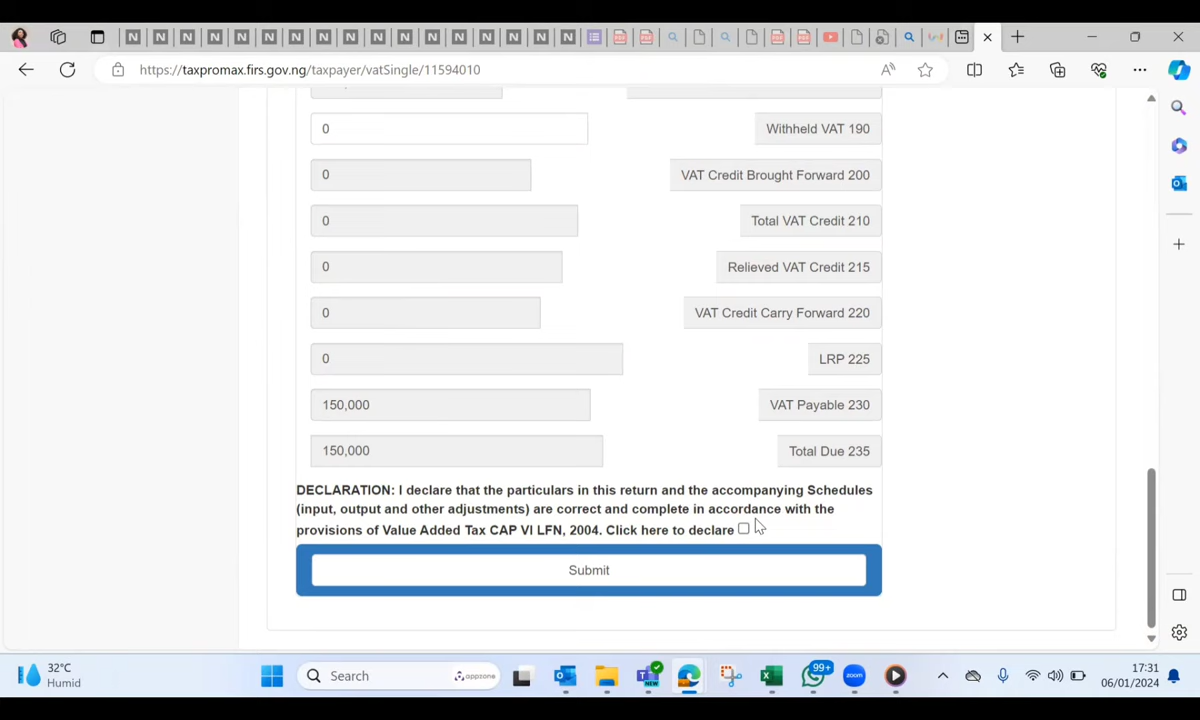 https://taxpromax.firs.gov.ng/taxpayer/vatSingle/11594010
0 Withheld VAT 190
0 VAT Credit Brought Forward 200
0 Total VAT Credit 210
0 Relieved VAT Credit 215
0 VAT Credit Carry Forward 220
0 LRP 225
150,000 VAT Payable 230
150,000 Total Due 235
DECLARATION: I declare that the particulars in this return and the accompanying Schedules
(input, output and other adjustments) are correct and complete in accordance with the
provisions of Value Added Tax CAP VI LFN, 2004. Click here to declare
Submit
32°C
Humid
Search
appzone
NEW
99+
zoom
17:31
06/01/2024